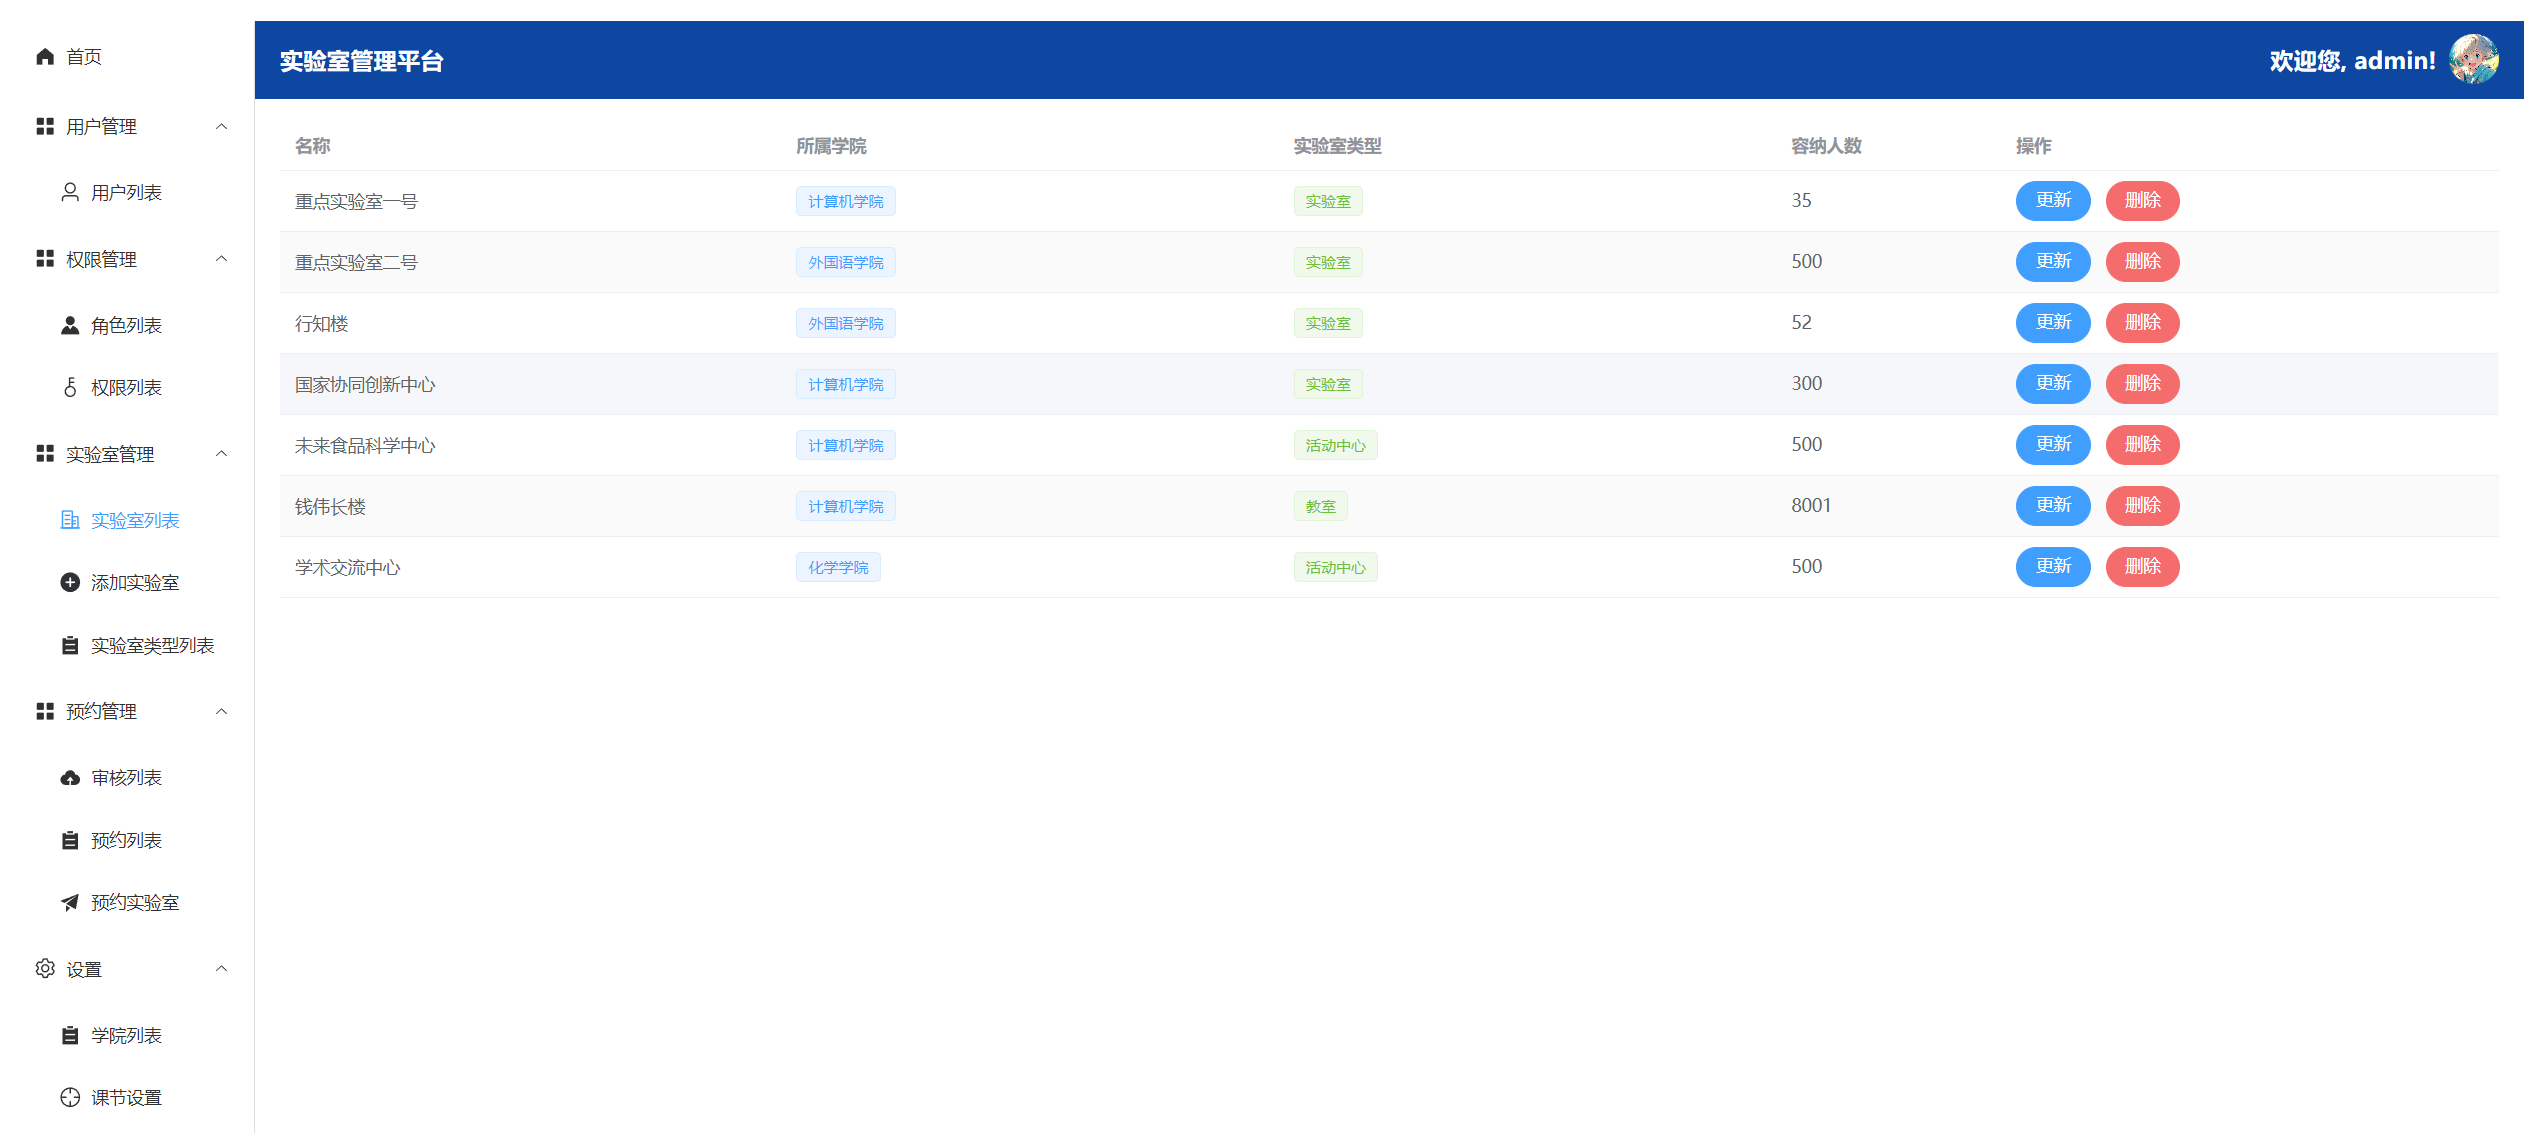 首页
用户管理
用户列表
权限管理
角色列表
权限列表
实验室管理
实验室列表
添加实验室
实验室类型列表
预约管理
审核列表
预约列表
预约实验室
设置
学院列表
课节设置
实验室管理平台 欢迎您, admin!
名称 所属学院 实验室类型 容纳人数 操作
重点实验室一号 计算机学院 实验室 35 更新 删除
重点实验室二号 外国语学院 实验室 500 更新 删除
行知楼 外国语学院 实验室 52 更新 删除
国家协同创新中心 计算机学院 实验室 300 更新 删除
未来食品科学中心 计算机学院 活动中心 500 更新 删除
钱伟长楼 计算机学院 教室 8001 更新 删除
学术交流中心 化学学院 活动中心 500 更新 删除